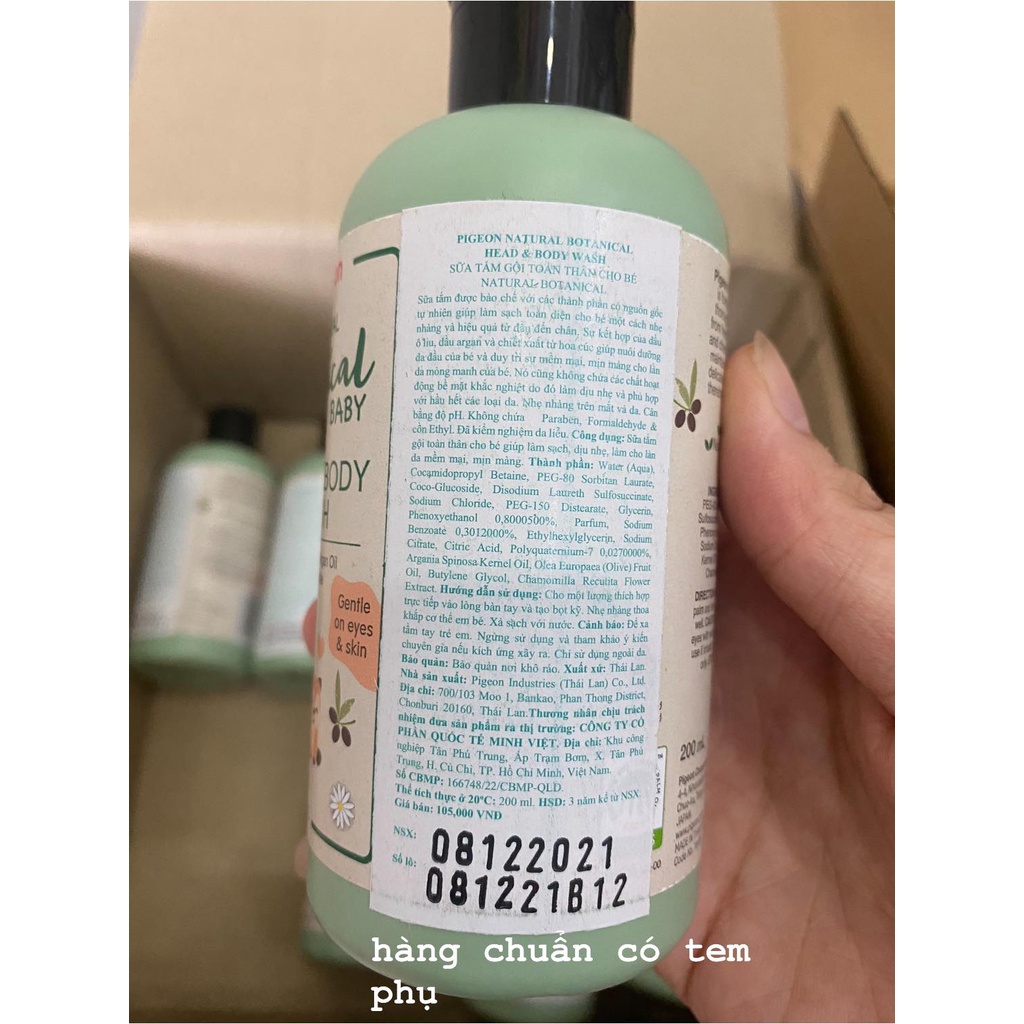 PIGEON NATURAL BOTANICAL
HEAD & BODY WASH
SỮA TẮM GỘI TOÀN THÂN CHO BÉ
NATURAL BOTANICAL
Sữa tắm được bào chế với các thành phần có nguồn gốc
tự nhiên giúp làm sạch toàn diện cho bé một cách nhẹ
nhàng và hiệu quả từ đầu đến chân. Sự kết hợp của dầu
ô liu, dầu argan và chiết xuất từ hoa cúc giúp nuôi dưỡng
da đầu của bé và duy trì sự mềm mại, mịn màng cho làn
da mỏng manh của bé. Nó cũng không chứa các chất hoạt
động bề mặt khắc nghiệt do đó làm dịu nhẹ và phù hợp
với hầu hết các loại da. Nhẹ nhàng trên mắt và da. Cân
bằng độ pH. Không chứa Paraben, Formaldehyde &
cồn Ethyl. Đã kiểm nghiệm da liễu. Công dụng: Sữa tắm
gội toàn thân cho bé giúp làm sạch, dịu nhẹ, làm cho làn
da mềm mại, mịn màng. Thành phần: Water (Aqua),
Cocamidopropyl Betaine, PEG-80 Sorbitan Laurate,
Coco-Glucoside, Disodium Laureth Sulfosuccinate,
Sodium Chloride, PEG-150 Distearate, Glycerin,
Phenoxyethanol 0,8000500%, Parfum, Sodium
Benzoate 0,3012000%, Ethylhexylglycerin, Sodium
Citrate, Citric Acid, Polyquaternium-7 0,0270000%,
Argania Spinosa Kernel Oil, Olea Europaea (Olive) Fruit
Oil, Butylene Glycol, Chamomilla Recutita Flower
Extract. Hướng dẫn sử dụng: Cho một lượng thích hợp
trực tiếp vào lòng bàn tay và tạo bọt kỹ. Nhẹ nhàng thoa
khắp cơ thể em bé. Xả sạch với nước. Cảnh báo: Để xa
tầm tay trẻ em. Ngừng sử dụng và tham khảo ý kiến
chuyên gia nếu kích ứng xảy ra. Chỉ sử dụng ngoài da.
Bảo quản: Bảo quản nơi khô ráo. Xuất xứ: Thái Lan.
Nhà sản xuất: Pigeon Industries (Thái Lan) Co., Ltd.
Địa chỉ: 700/103 Moo 1, Bankao, Phan Thong District,
Chonburi 20160, Thái Lan.Thương nhân chịu trách
nhiệm đưa sản phẩm ra thị trường: CÔNG TY CỔ
PHẦN QUỐC TẾ MINH VIỆT. Địa chỉ: Khu công
nghiệp Tân Phú Trung, Ấp Trạm Bơm, X. Tân Phú
Trung, H. Củ Chi, TP. Hồ Chí Minh, Việt Nam.
Số CBMP: 166748/22/CBMP-QLD.
Thể tích thực ở 20°C: 200 ml. HSD: 3 năm kể từ NSX
Giá bán: 105,000 VNĐ
NSX: 08122021
Số lô: 081221B12
BABY
BODY
Gentle
on eyes
& skin
200 ml
JAPAN
hàng chuẩn có tem
phụ